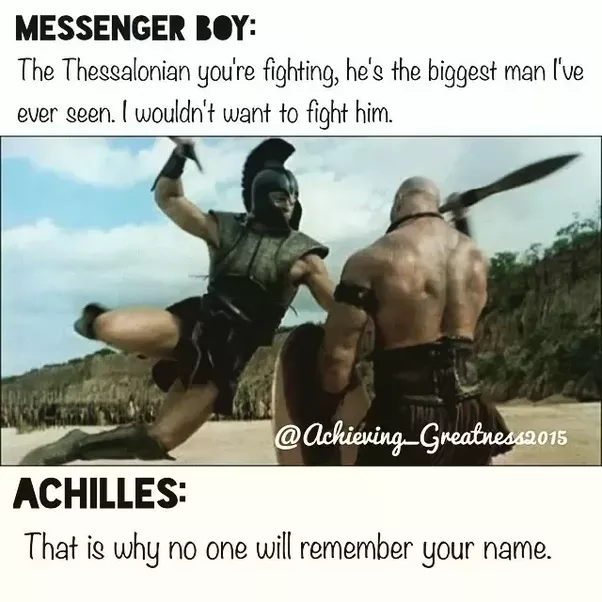 MESSENGER BOY:
The Thessalonian you're fighting, he's the biggest man I've
ever seen. I wouldn't want to fight him.
@Achieving_Greatness2015
ACHILLES:
That is why no one will remember your name.